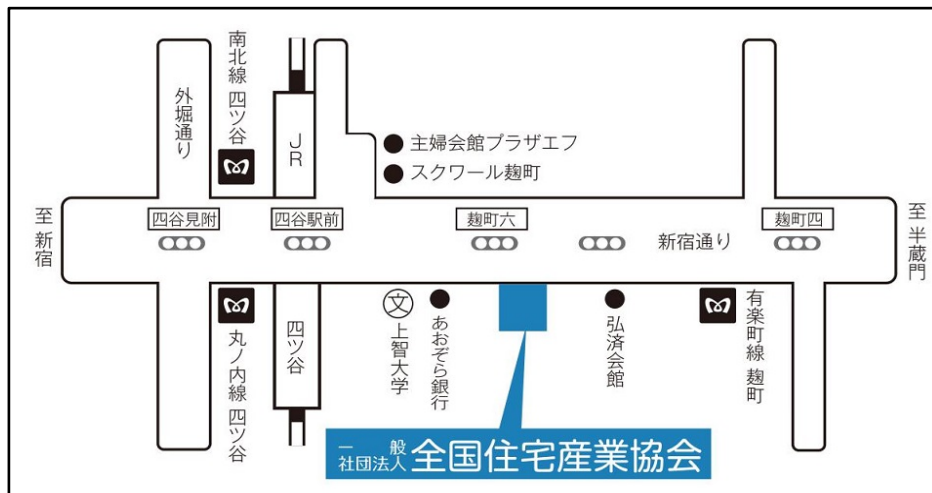 南北線 四ツ谷
外堀通り
JR
主婦会館プラザエフ
スクワール麹町
至 新宿
四谷見附
四谷駅前
麹町六
新宿通り
麹町四
至 半蔵門
丸ノ内線 四ツ谷
四ツ谷
文
上智大学
あおぞら銀行
弘済会館
有楽町線 麹町
一般
社団法人
全国住宅産業協会